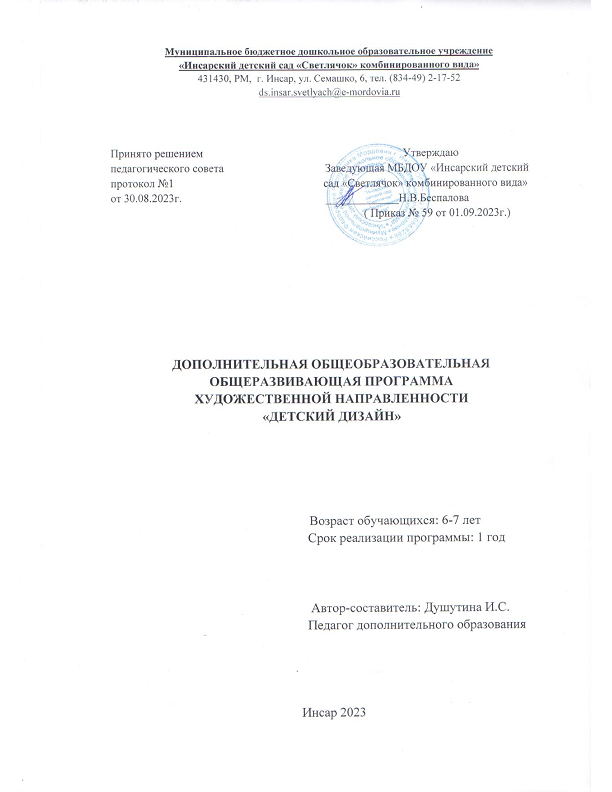 Муниципальное бюджетное дошкольное образовательное учреждение
«Инсарский детский сад «Светлячок» комбинированного вида»
431430, РМ, г. Инсар, ул. Семашко, 6, тел. (834-49) 2-17-52
ds.insar.svetlyach@e-mordovia.ru
Принято решением
педагогического совета
протокол №1
от 30.08.2023г.
Утверждаю
Заведующая МБДОУ «Инсарский детский
сад «Светлячок» комбинированного вида»
____________Н.В.Беспалова
( Приказ № 59 от 01.09.2023г.)
ДОПОЛНИТЕЛЬНАЯ ОБЩЕОБРАЗОВАТЕЛЬНАЯ
ОБЩЕРАЗВИВАЮЩАЯ ПРОГРАММА
ХУДОЖЕСТВЕННОЙ НАПРАВЛЕННОСТИ
«ДЕТСКИЙ ДИЗАЙН»
Возраст обучающихся: 6-7 лет
Срок реализации программы: 1 год
Автор-составитель: Душутина И.С.
Педагог дополнительного образования
Инсар 2023